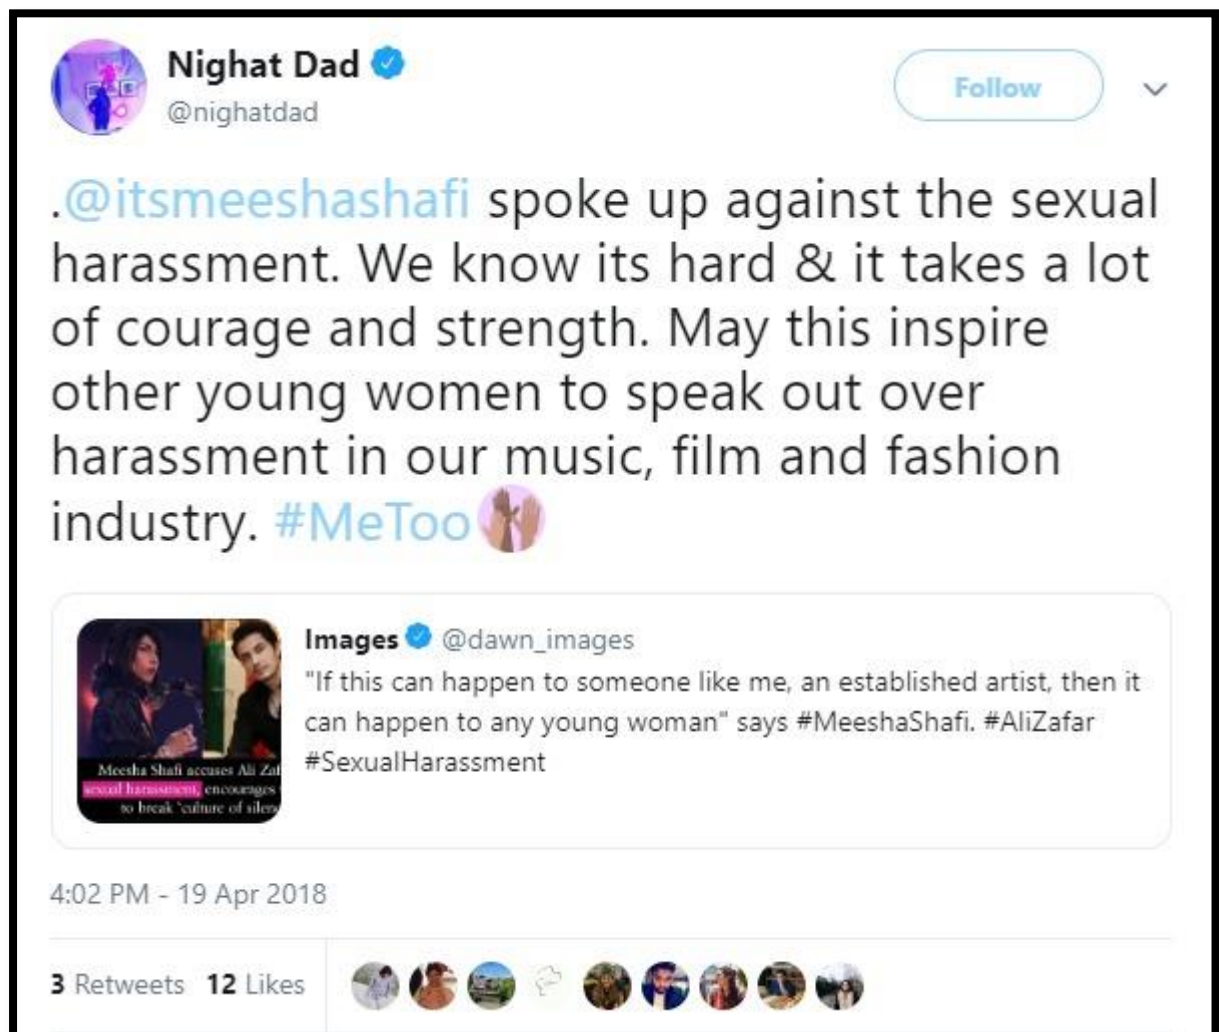 Nighat Dad
@nighatdad
Follow
.@itsmeeshashafi spoke up against the sexual
harassment. We know its hard & it takes a lot
of courage and strength. May this inspire
other young women to speak out over
harassment in our music, film and fashion
industry. #MeToo
Images @dawn_images
"If this can happen to someone like me, an established artist, then it
can happen to any young woman" says #MeeshaShafi. #AliZafar
#SexualHarassment
Meesha Shafi accuses Ali Zaf
sexual harassment, encourages
to break 'culture of silen
4:02 PM - 19 Apr 2018
3 Retweets 12 Likes